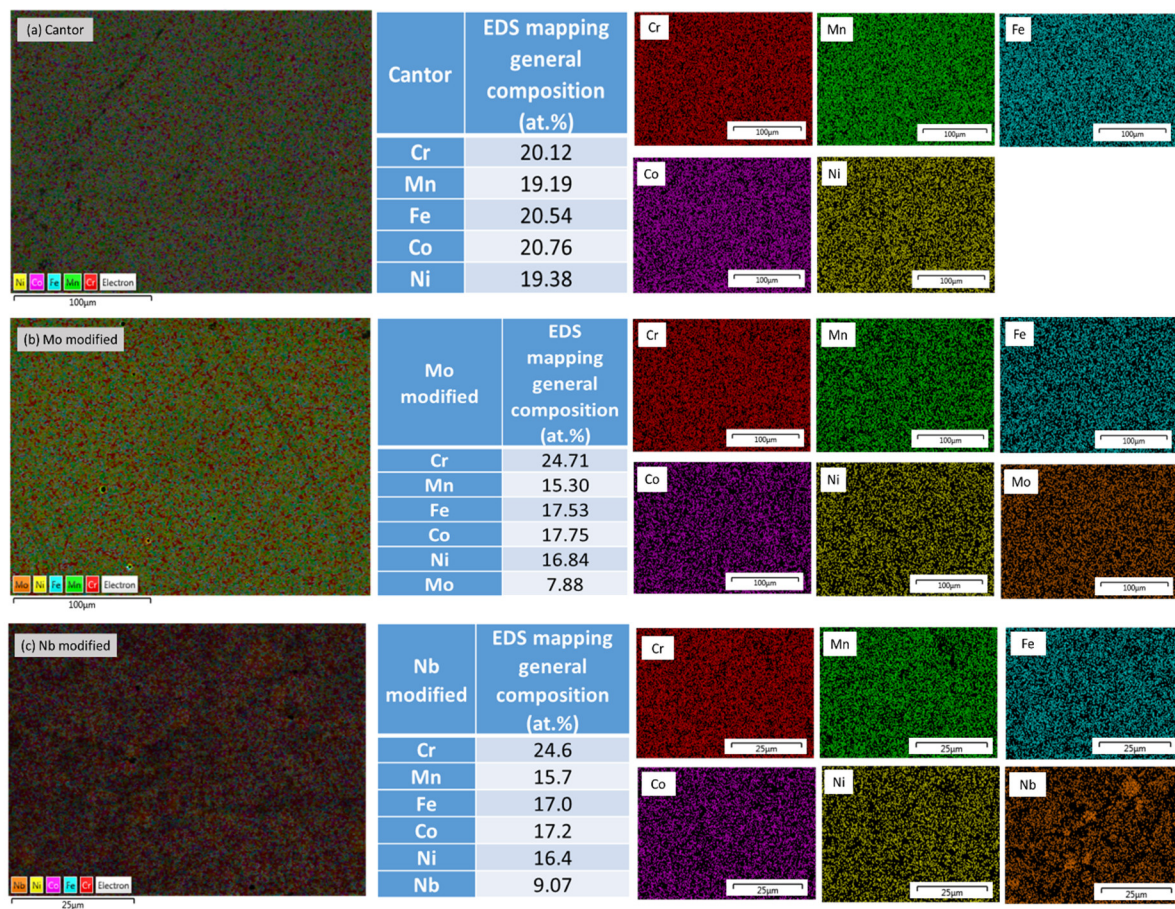 (a) Cantor
Ni Co Fe Mn Cr Electron
100μm
Cantor
EDS mapping
general
composition
(at.%)
Cr 20.12
Mn 19.19
Fe 20.54
Co 20.76
Ni 19.38
Cr
100μm
Mn
100μm
Fe
100μm
Co
100μm
Ni
100μm
(b) Mo modified
Mo Ni Fe Mn Cr Electron
100μm
Mo
modified
EDS
mapping
general
composition
(at.%)
Cr 24.71
Mn 15.30
Fe 17.53
Co 17.75
Ni 16.84
Mo 7.88
Cr
100μm
Mn
100μm
Fe
100μm
Co
100μm
Ni
100μm
Mo
100μm
(c) Nb modified
Nb Ni Co Fe Cr Electron
25μm
Nb
modified
EDS mapping
general
composition
(at.%)
Cr 24.6
Mn 15.7
Fe 17.0
Co 17.2
Ni 16.4
Nb 9.07
Cr
25μm
Mn
25μm
Fe
25μm
Co
25μm
Ni
25μm
Nb
25μm